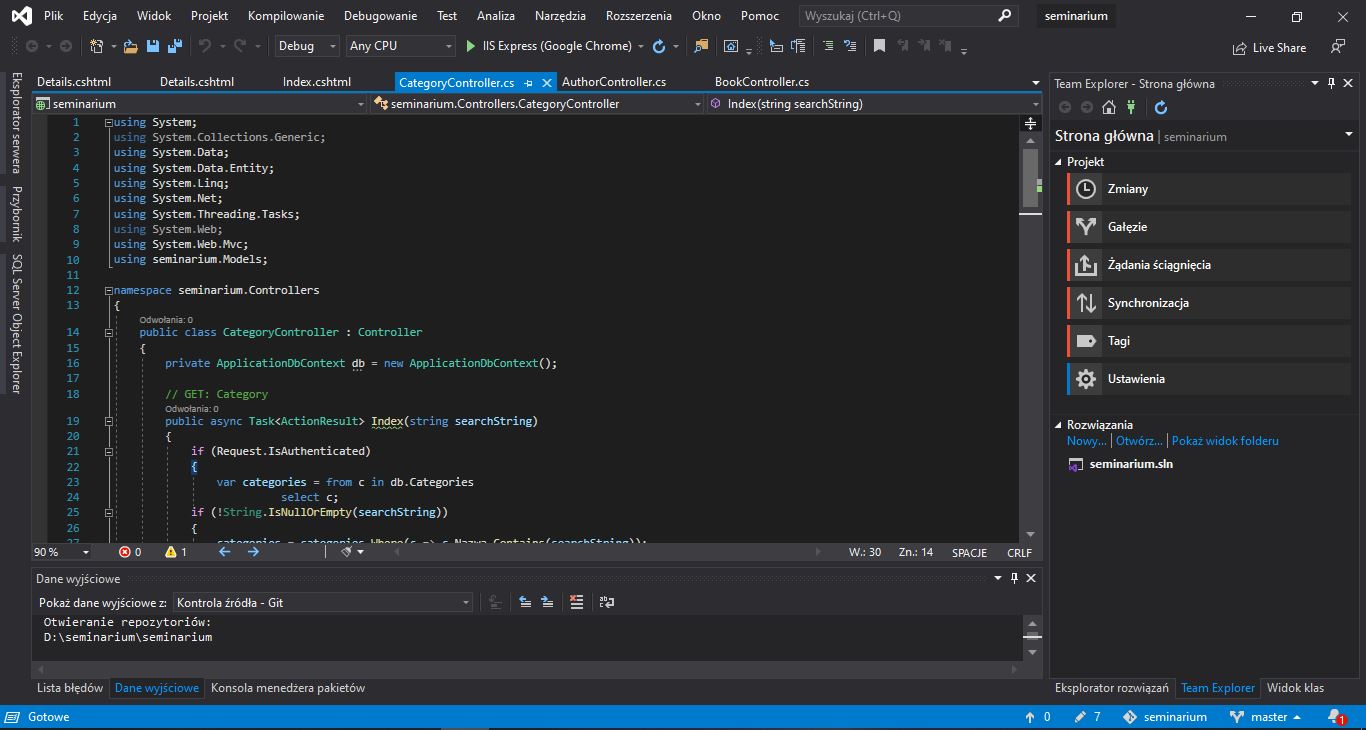 Plik Edycja Widok Projekt Kompilowanie Debugowanie Test Analiza Narzędzia Rozszerzenia Okno Pomoc Wyszukaj (Ctrl+Q) seminarium
Debug Any CPU IIS Express (Google Chrome) Live Share
Eksplorator serwera
Przybornik
SQL Server Object Explorer
Details.cshtml Details.cshtml Index.cshtml CategoryController.cs AuthorController.cs BookController.cs
seminarium seminarium.Controllers.CategoryController Index(string searchString)
1 using System;
2 using System.Collections.Generic;
3 using System.Data;
4 using System.Data.Entity;
5 using System.Linq;
6 using System.Net;
7 using System.Threading.Tasks;
8 using System.Web;
9 using System.Web.Mvc;
10 using seminarium.Models;
11
12 namespace seminarium.Controllers
13 {
Odwołania: 0
14 public class CategoryController : Controller
15 {
16 private ApplicationDbContext db = new ApplicationDbContext();
17
18 // GET: Category
Odwołania: 0
19 public async Task<ActionResult> Index(string searchString)
20 {
21 if (Request.IsAuthenticated)
22 {
23 var categories = from c in db.Categories
24 select c;
25 if (!String.IsNullOrEmpty(searchString))
26 {
27 categories = categories.Where(c => c.Nazwa.Contains(searchString));
90 % 0 1 W.: 30 Zn.: 14 SPACJE CRLF
Dane wyjściowe
Pokaż dane wyjściowe z: Kontrola źródła - Git
Otwieranie repozytoriów:
D:\seminarium\seminarium
Lista błędów Dane wyjściowe Konsola menedżera pakietów
Team Explorer - Strona główna
Strona główna | seminarium
Projekt
Zmiany
Gałęzie
Żądania ściągnięcia
Synchronizacja
Tagi
Ustawienia
Rozwiązania
Nowy... | Otwórz... | Pokaż widok folderu
seminarium.sln
Eksplorator rozwiązań Team Explorer Widok klas
Gotowe 0 7 seminarium master 1